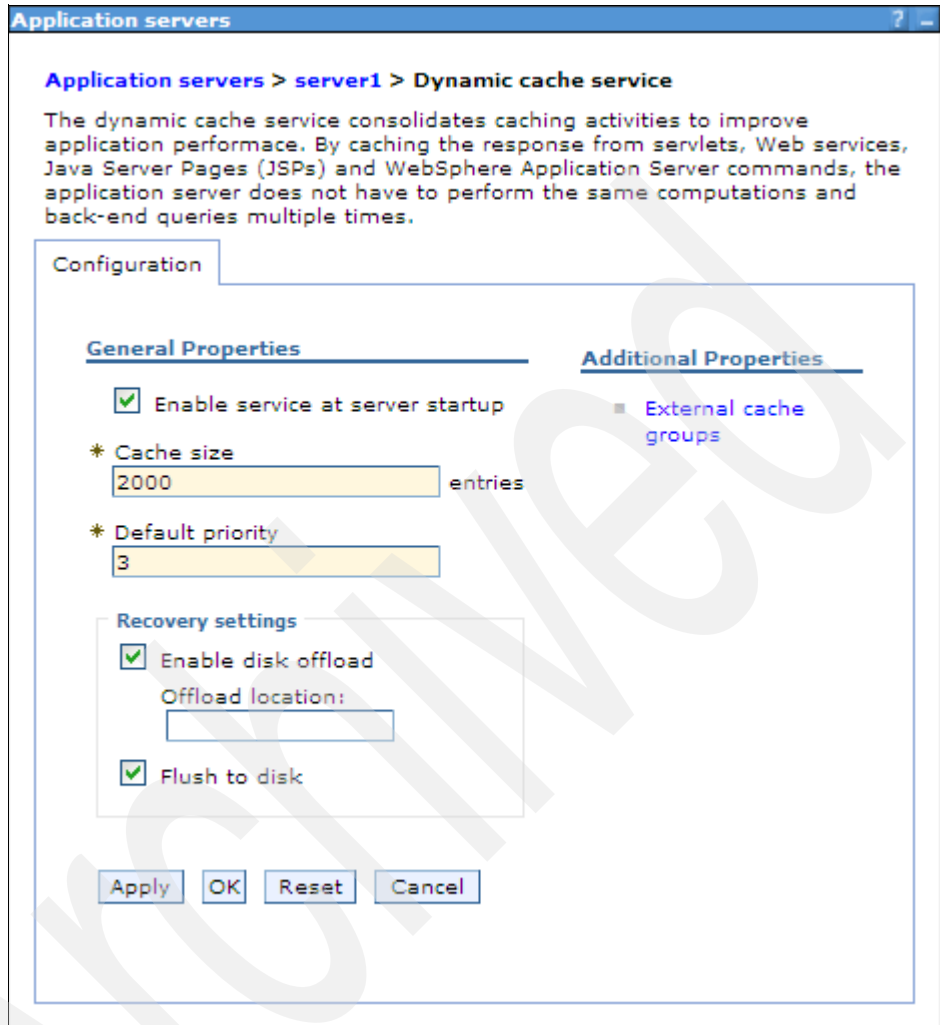 Application servers ? –
Application servers > server1 > Dynamic cache service
The dynamic cache service consolidates caching activities to improve
application performace. By caching the response from servlets, Web services,
Java Server Pages (JSPs) and WebSphere Application Server commands, the
application server does not have to perform the same computations and
back-end queries multiple times.
Configuration
General Properties
Enable service at server startup
* Cache size
2000 entries
* Default priority
3
Recovery settings
Enable disk offload
Offload location:
Flush to disk
Additional Properties
External cache
groups
Apply OK Reset Cancel
Archived